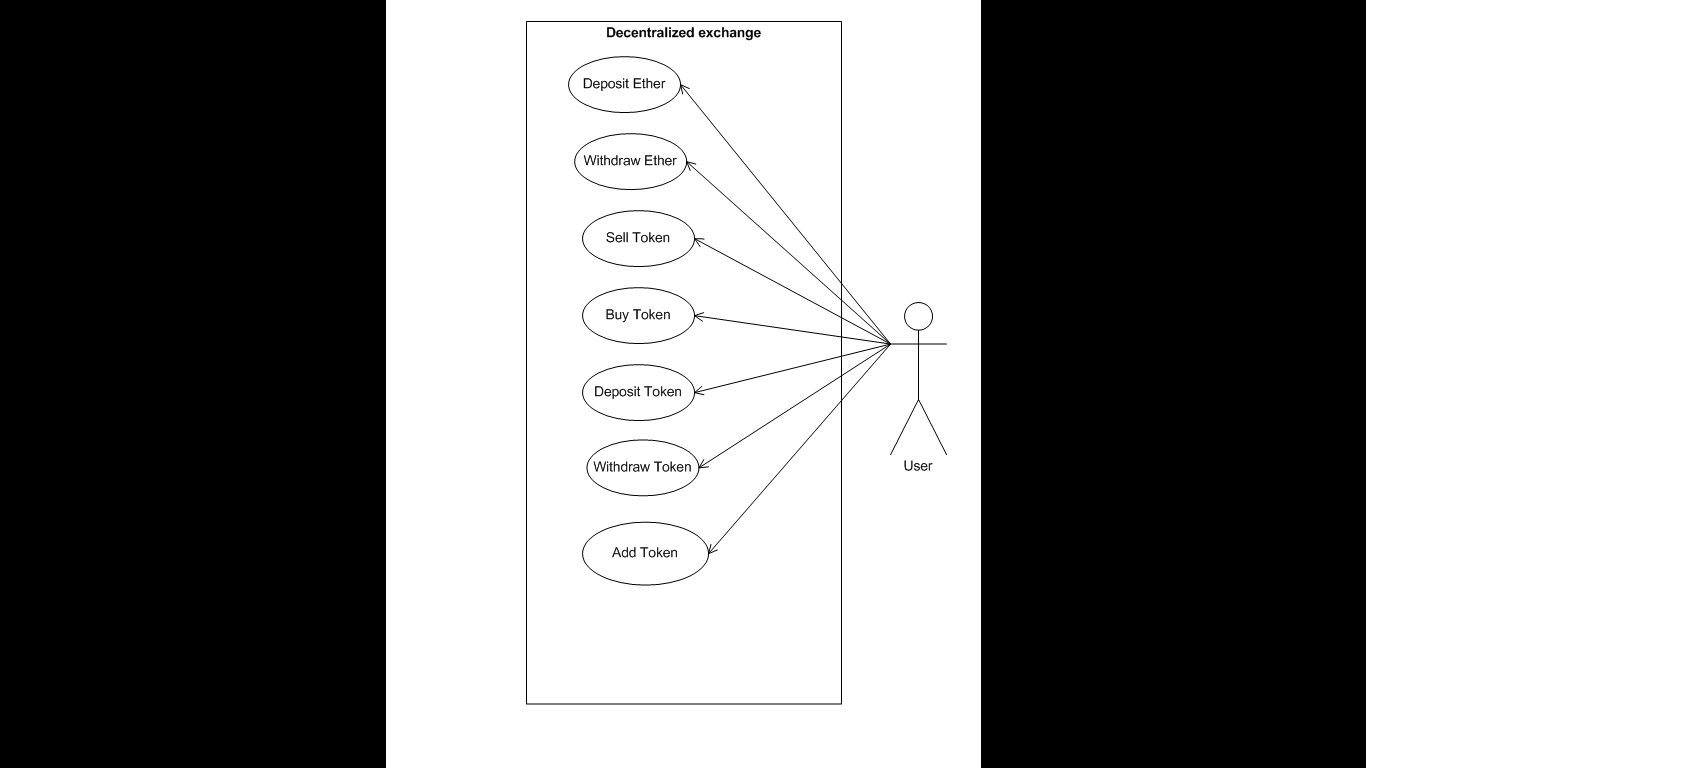 Decentralized exchange
Deposit Ether
Withdraw Ether
Sell Token
Buy Token
Deposit Token
Withdraw Token
Add Token
User